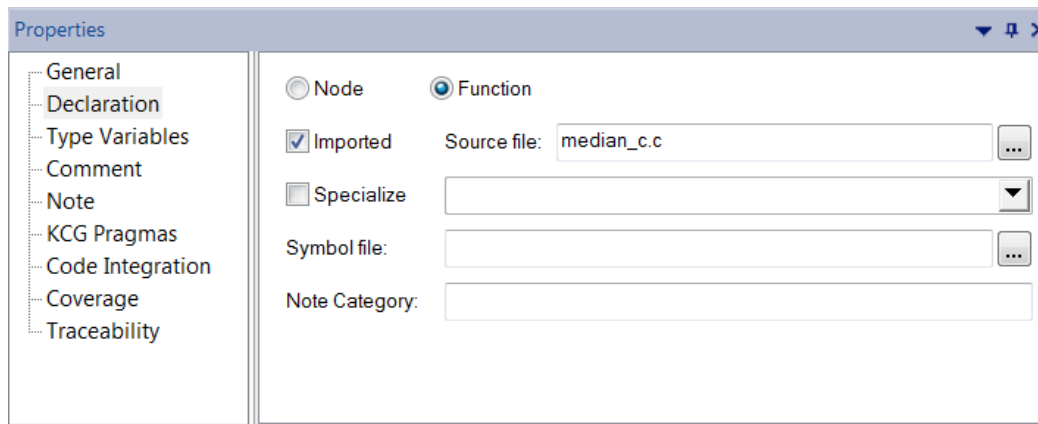 Properties
General
Declaration
Type Variables
Comment
Note
KCG Pragmas
Code Integration
Coverage
Traceability
Node Function
Imported Source file: median_c.c ...
Specialize
Symbol file: ...
Note Category: